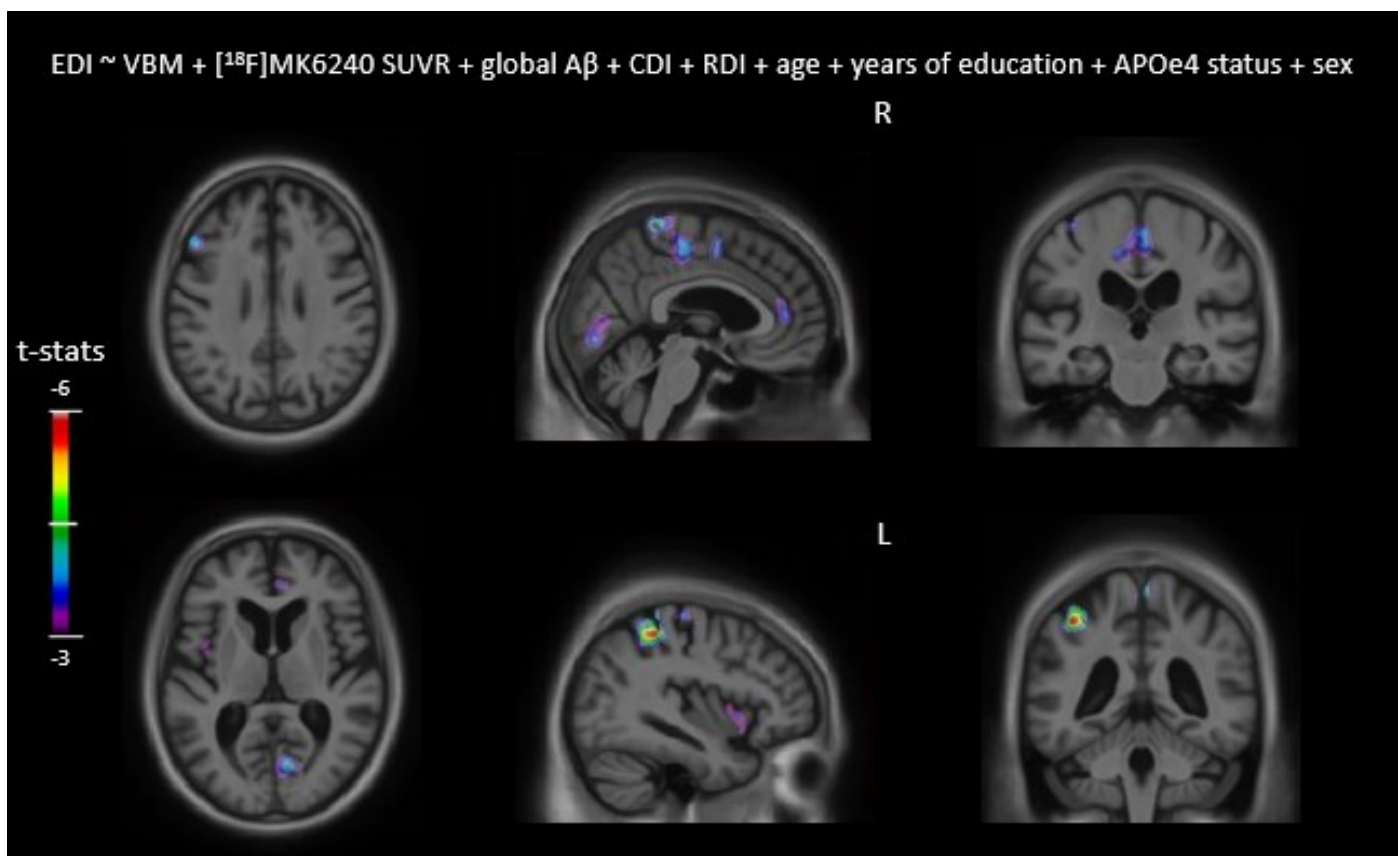 EDI ~ VBM + [¹⁸F]MK6240 SUVR + global Aβ + CDI + RDI + age + years of education + APOe4 status + sex
R
t-stats
-6
-3
L